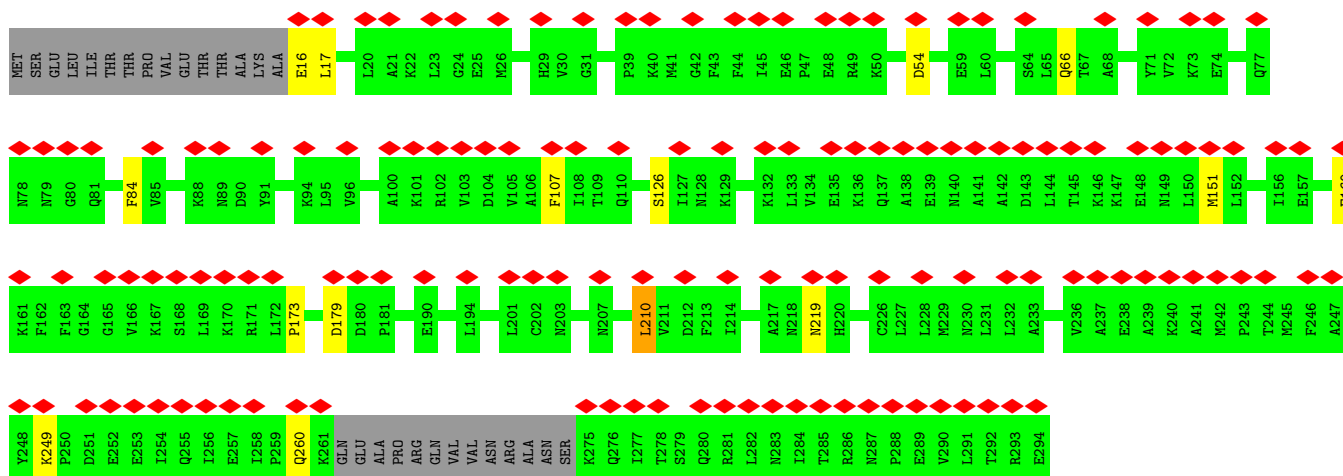 MET SER GLU LEU ILE THR THR PRO VAL GLU THR THR ALA LYS ALA E16 L17 L20 A21 K22 L23 G24 E25 M26 H29 V30 G31 P39 K40 M41 G42 F43 F44 I45 E46 P47 E48 R49 K50 D54 E59 L60 S64 L65 Q66 T67 A68 Y71 V72 K73 E74 Q77
N78 N79 G80 Q81 F84 V85 K88 N89 D90 Y91 K94 L95 V96 A100 K101 R102 V103 D104 V105 A106 F107 I108 T109 Q110 S126 I127 N128 K129 K132 L133 V134 E135 K136 Q137 A138 E139 N140 A141 A142 D143 L144 T145 K146 K147 E148 N149 L150 M151 L152 I156 E157
K161 F162 F163 G164 G165 V166 K167 S168 L169 K170 R171 L172 P173 D179 D180 P181 E190 L194 L201 C202 N203 N207 L210 V211 D212 F213 I214 A217 N218 N219 H220 C226 L227 L228 M229 N230 L231 L232 A233 V236 A237 E238 A239 K240 A241 M242 P243 T244 M245 F246 A247
Y248 K249 P250 D251 E252 E253 I254 Q255 I256 E257 I258 P259 Q260 K261 GLN GLU ALA PRO ARG GLN VAL VAL ASN ARG ALA ASN SER K275 Q276 I277 T278 S279 Q280 R281 L282 N283 I284 T285 R286 N287 P288 E289 V290 L291 T292 R293 E294